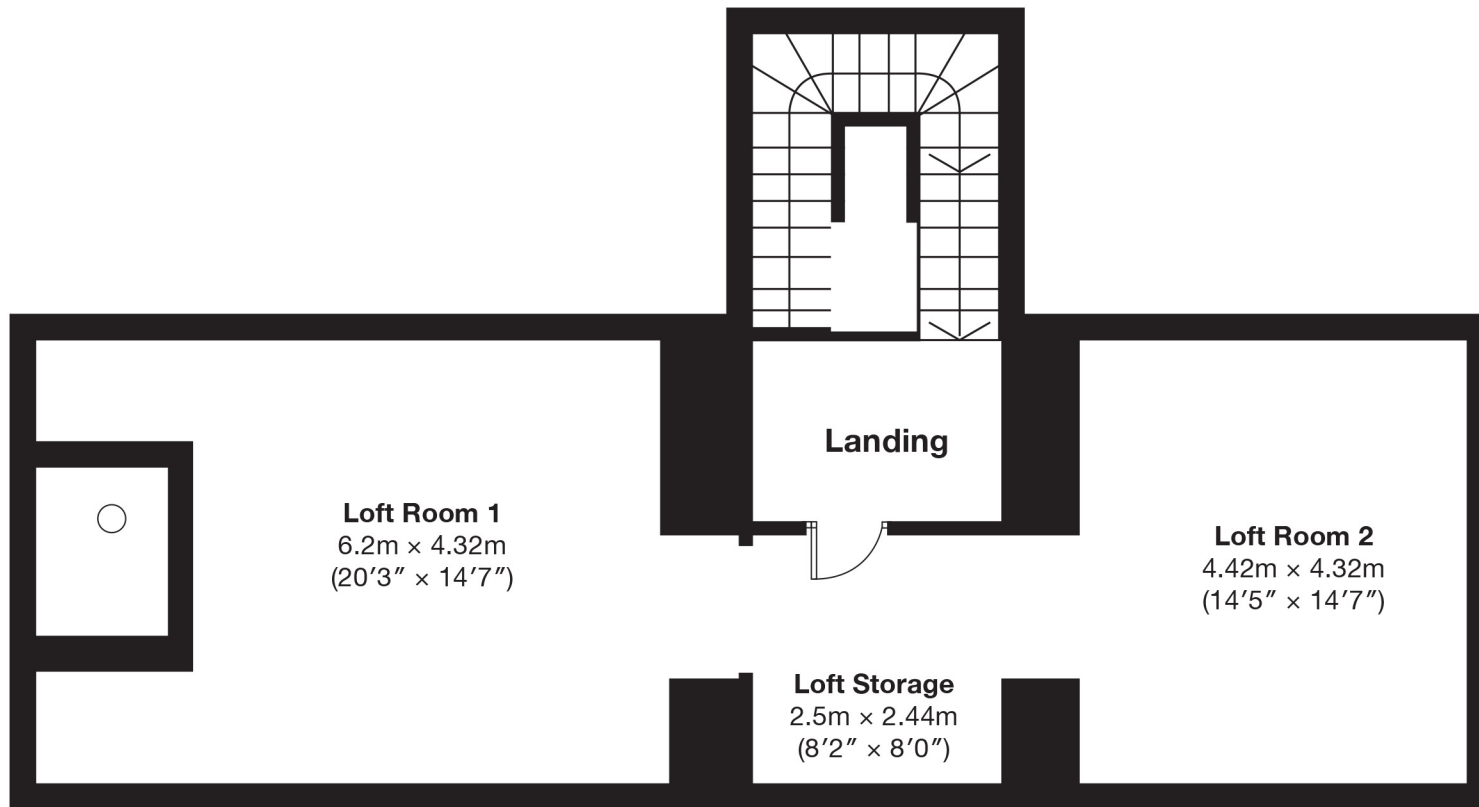 Landing
Loft Room 1
6.2m × 4.32m
(20′3″ × 14′7″)
Loft Room 2
4.42m × 4.32m
(14′5″ × 14′7″)
Loft Storage
2.5m × 2.44m
(8′2″ × 8′0″)